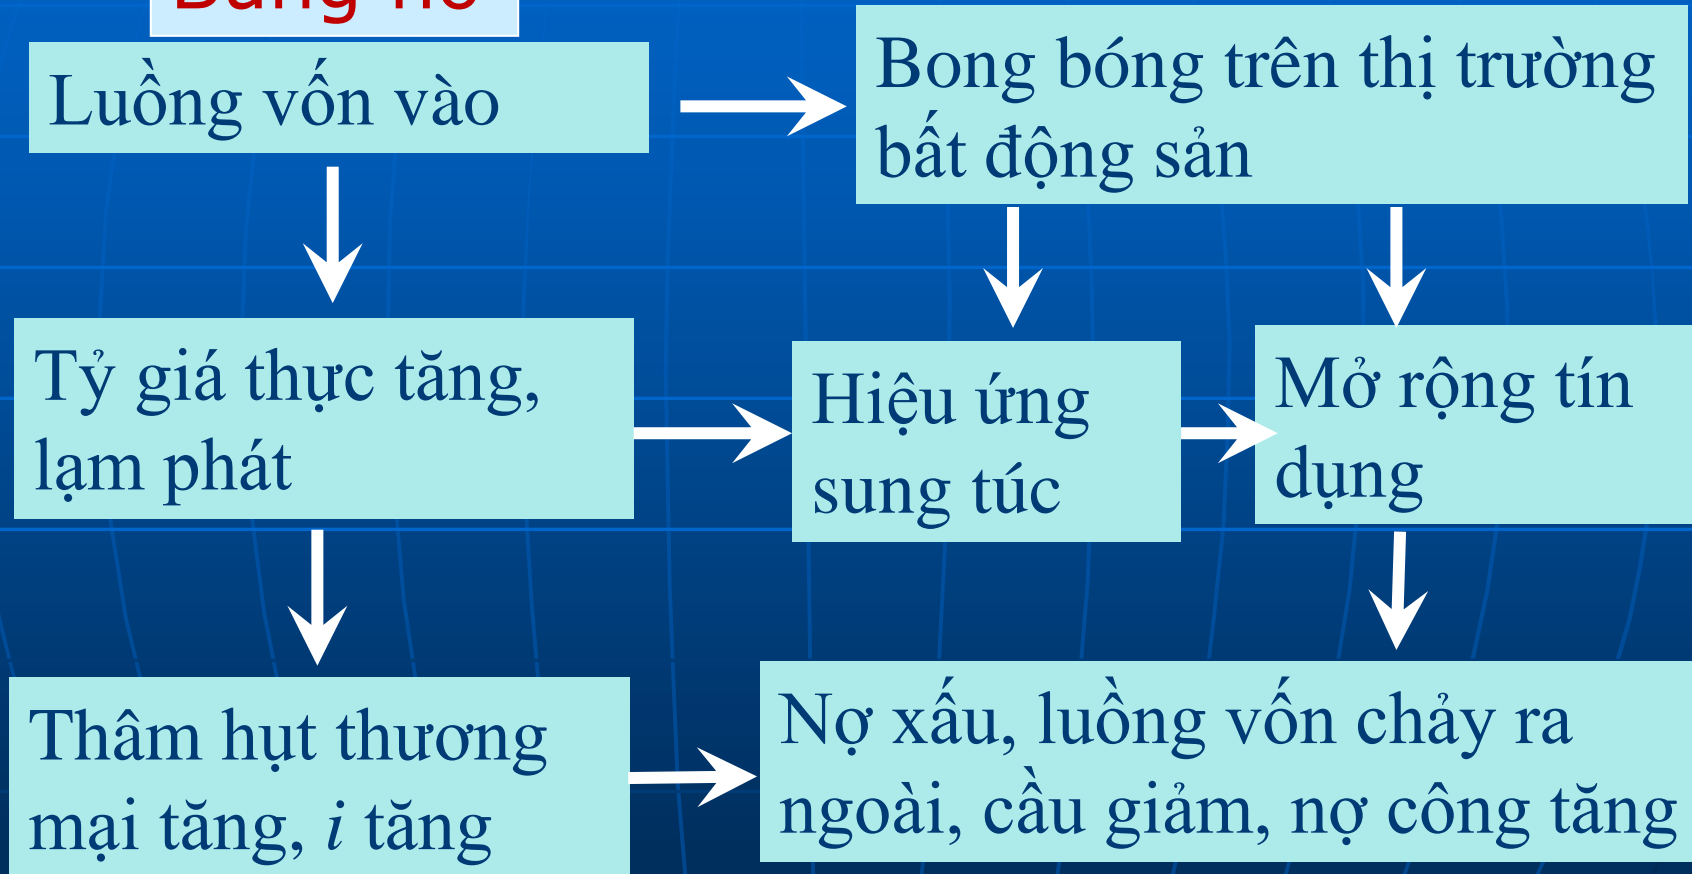 Luồng vốn vào
Bong bóng trên thị trường
bất động sản
Tỷ giá thực tăng,
lạm phát
Hiệu ứng
sung túc
Mở rộng tín
dụng
Thâm hụt thương
mại tăng, i tăng
Nợ xấu, luồng vốn chảy ra
ngoài, cầu giảm, nợ công tăng